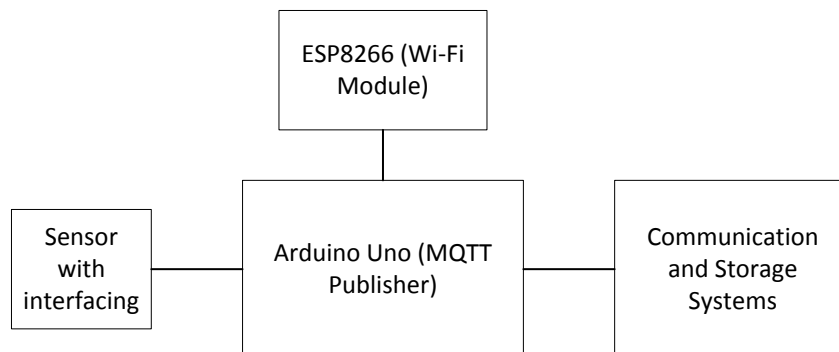 ESP8266 (Wi-Fi
Module)
Sensor
with
interfacing
Arduino Uno (MQTT
Publisher)
Communication
and Storage
Systems